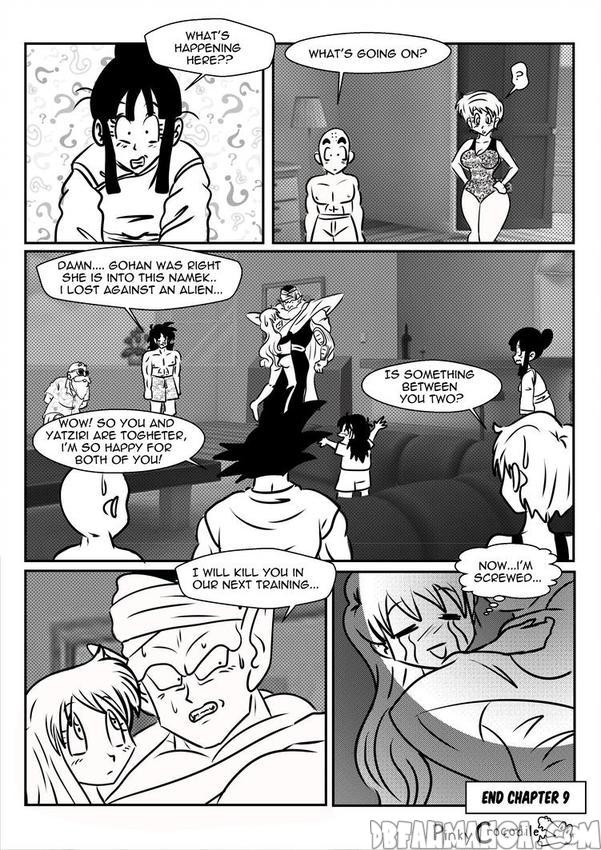 WHAT'S
HAPPENING
HERE??
WHAT'S GOING ON?
?
DAMN.... GOHAN WAS RIGHT
SHE IS INTO THIS NAMEK..
I LOST AGAINST AN ALIEN...
IS SOMETHING
BETWEEN
YOU TWO?
WOW! SO YOU AND
YATZIRI ARE TOGHETER,
I'M SO HAPPY FOR
BOTH OF YOU!
I WILL KILL YOU IN
OUR NEXT TRAINING...
NOW...I'M
SCREWED...
END CHAPTER 9
Pinky Crocodile
DBFANMANGA.COM